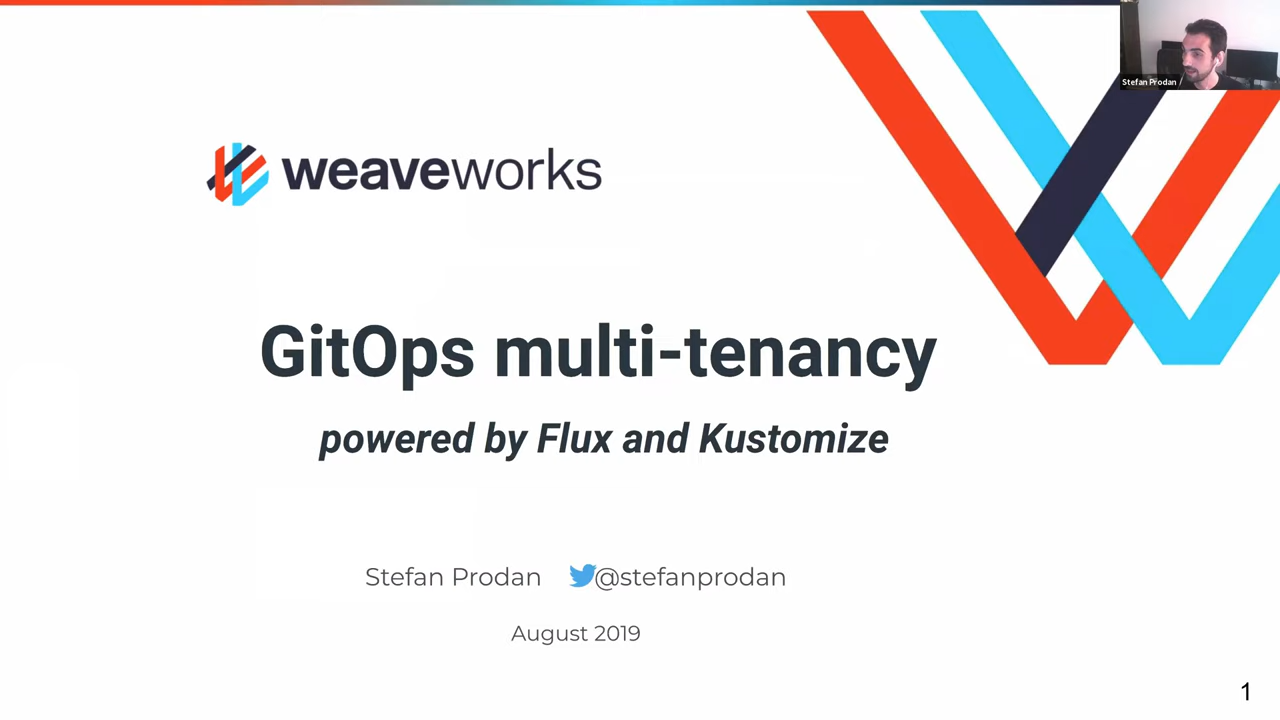 Stefan Prodan
weaveworks
GitOps multi-tenancy
powered by Flux and Kustomize
Stefan Prodan @stefanprodan
August 2019
1